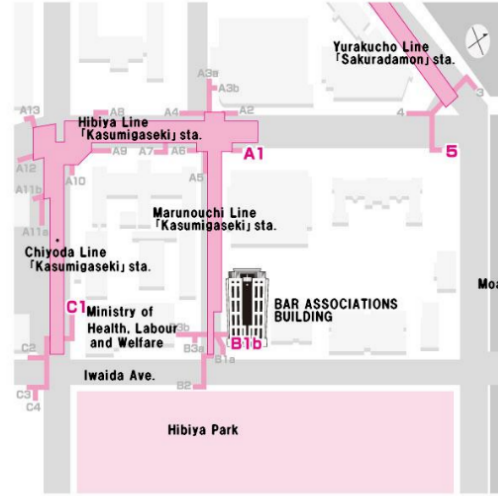 Yurakucho Line
「Sakuradamon」 sta.
A3a
A3b
3
A13
A8
A4
A2
4
Hibiya Line
「Kasumigaseki」 sta.
5
A12
A9
A7
A6
A1
A10
A5
A11b
Marunouchi Line
「Kasumigaseki」 sta.
A11a
Chiyoda Line
「Kasumigaseki」 sta.
Moa
C1
Ministry of
Health, Labour
and Welfare
BAR ASSOCIATIONS
BUILDING
3b
B3a
B1b
B1a
C2
Iwaida Ave.
B2
C3
C4
Hibiya Park